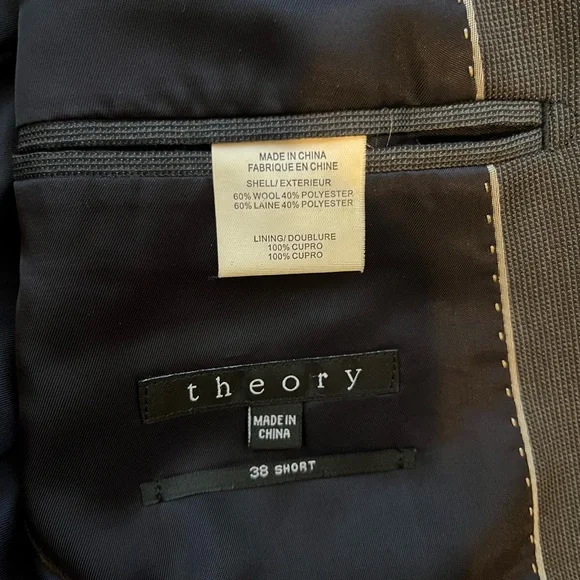 MADE IN CHINA
FABRIQUE EN CHINE
SHELL/ EXTERIEUR
60% WOOL 40% POLYESTER
60% LAINE 40% POLYESTER
LINING/ DOUBLURE
100% CUPRO
100% CUPRO
theory
MADE IN
CHINA
38 SHORT